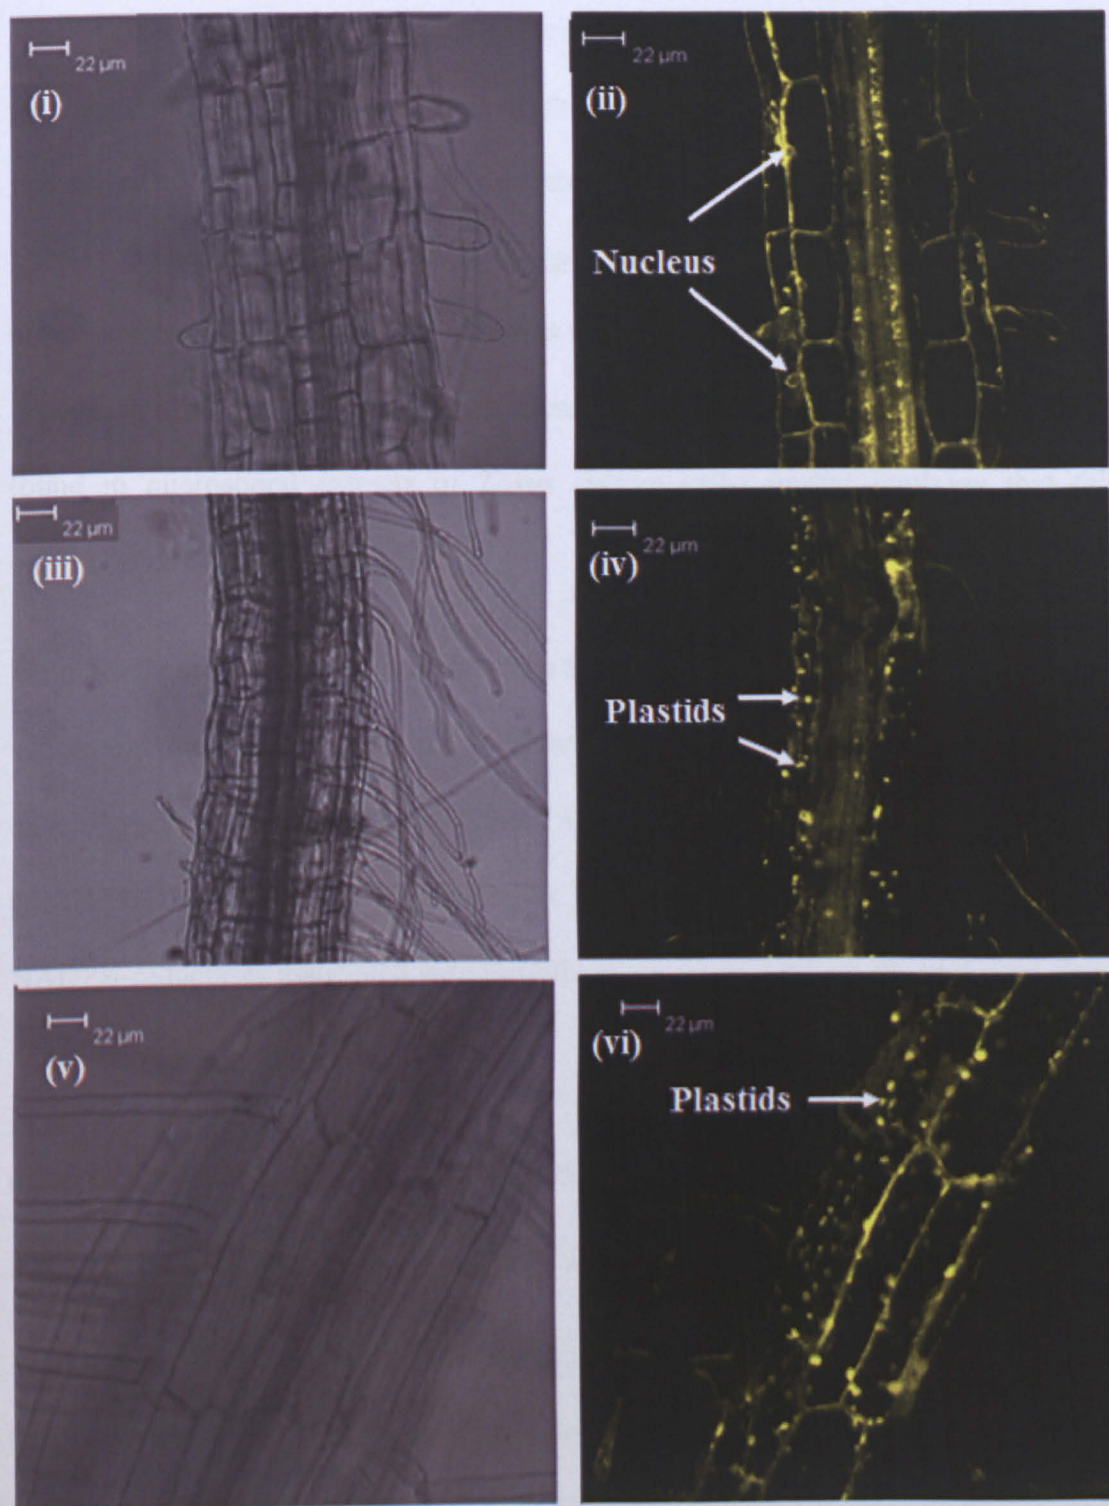 22 µm
(i)
22 µm
(ii)
Nucleus
22 µm
(iii)
22 µm
(iv)
Plastids
22 µm
(v)
22 µm
(vi)
Plastids